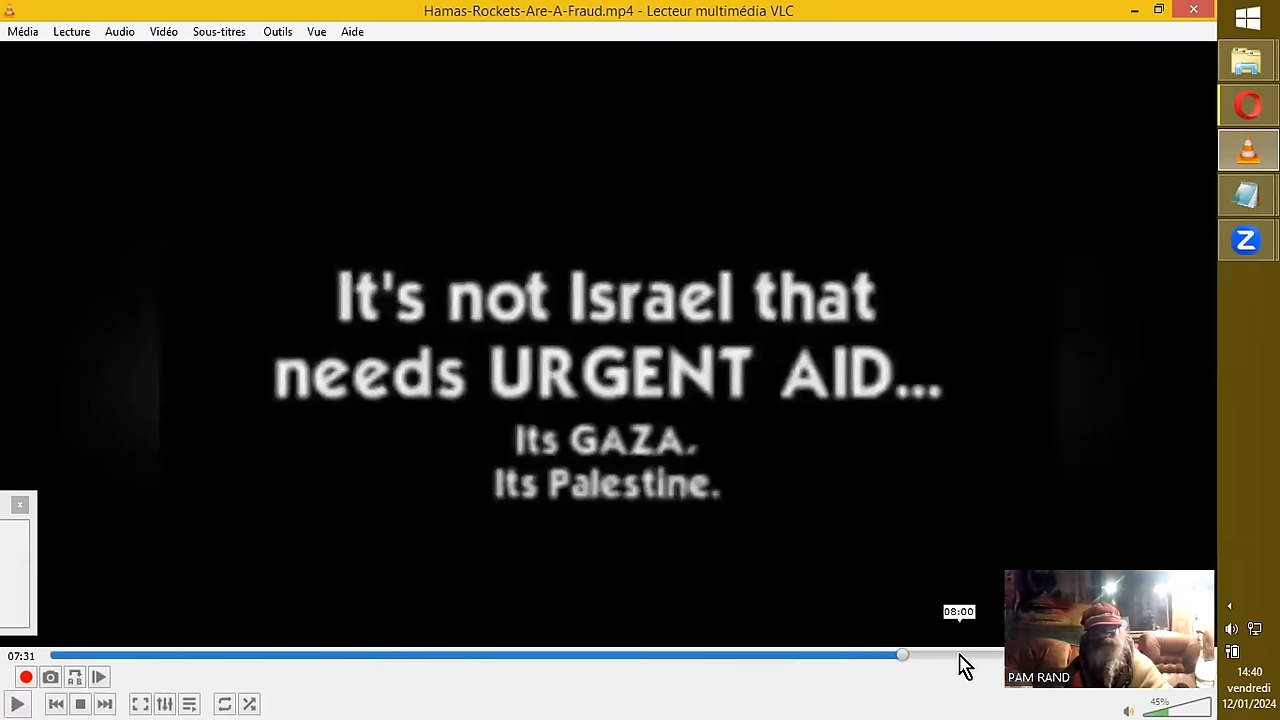 Hamas-Rockets-Are-A-Fraud.mp4 - Lecteur multimédia VLC
Média Lecture Audio Vidéo Sous-titres Outils Vue Aide
It's not Israel that
needs URGENT AID...
Its GAZA.
Its Palestine.
x
08:00
07:31
PAM RAND
14:40
vendredi
12/01/2024
45%